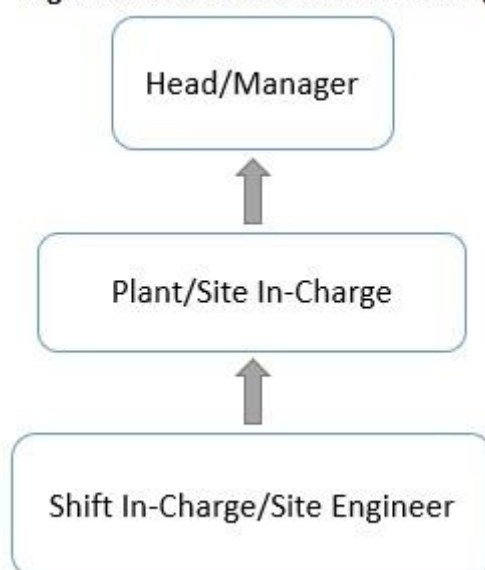 Head/Manager
Plant/Site In-Charge
Shift In-Charge/Site Engineer